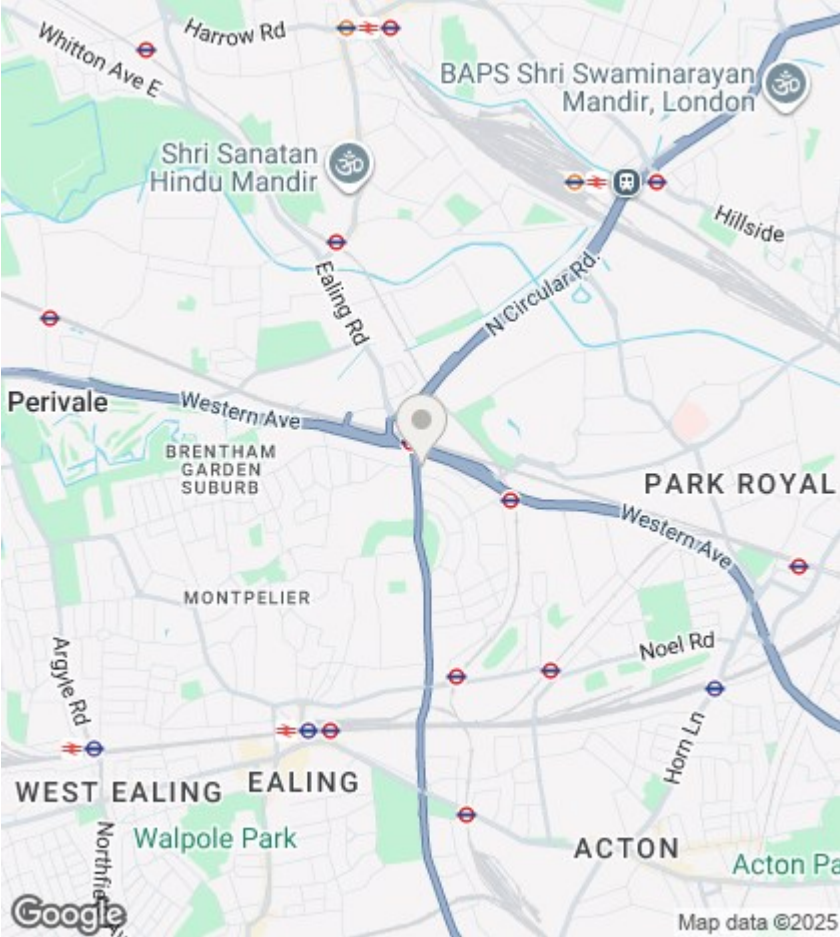 Harrow Rd
Whitton Ave E
BAPS Shri Swaminarayan
Mandir, London
Shri Sanatan
Hindu Mandir
Hillside
Ealing Rd
N Circular Rd.
Perivale
Western Ave
BRENTHAM
GARDEN
SUBURB
PARK ROYAL
Western Ave
MONTPELIER
Noel Rd
Argyle Rd
Horn Ln
WEST EALING
EALING
Walpole Park
ACTON
Acton Pa
Google
Map data ©2025